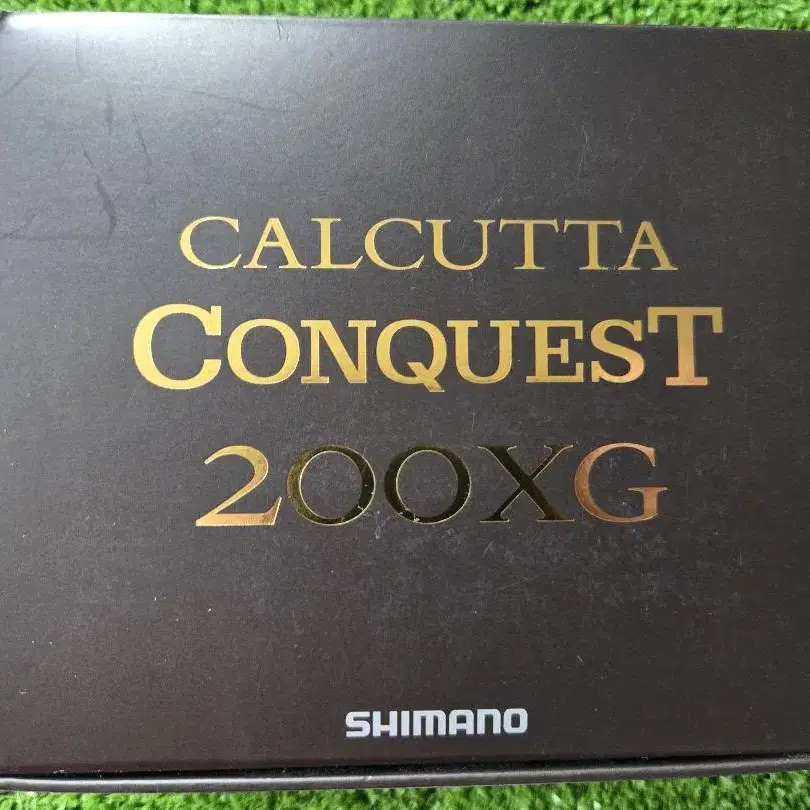 CALCUTTA
CONQUEST
200XG
SHIMANO